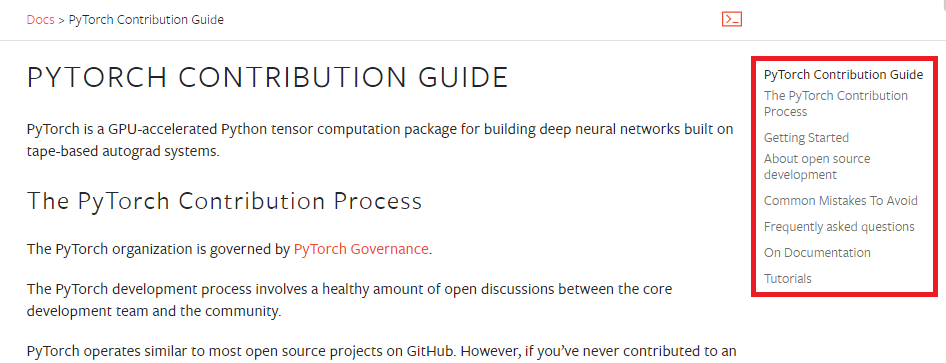 Docs > PyTorch Contribution Guide
PYTORCH CONTRIBUTION GUIDE
PyTorch is a GPU-accelerated Python tensor computation package for building deep neural networks built on
tape-based autograd systems.
The PyTorch Contribution Process
The PyTorch organization is governed by PyTorch Governance.
The PyTorch development process involves a healthy amount of open discussions between the core
development team and the community.
PyTorch operates similar to most open source projects on GitHub. However, if you’ve never contributed to an
PyTorch Contribution Guide
The PyTorch Contribution
Process
Getting Started
About open source
development
Common Mistakes To Avoid
Frequently asked questions
On Documentation
Tutorials